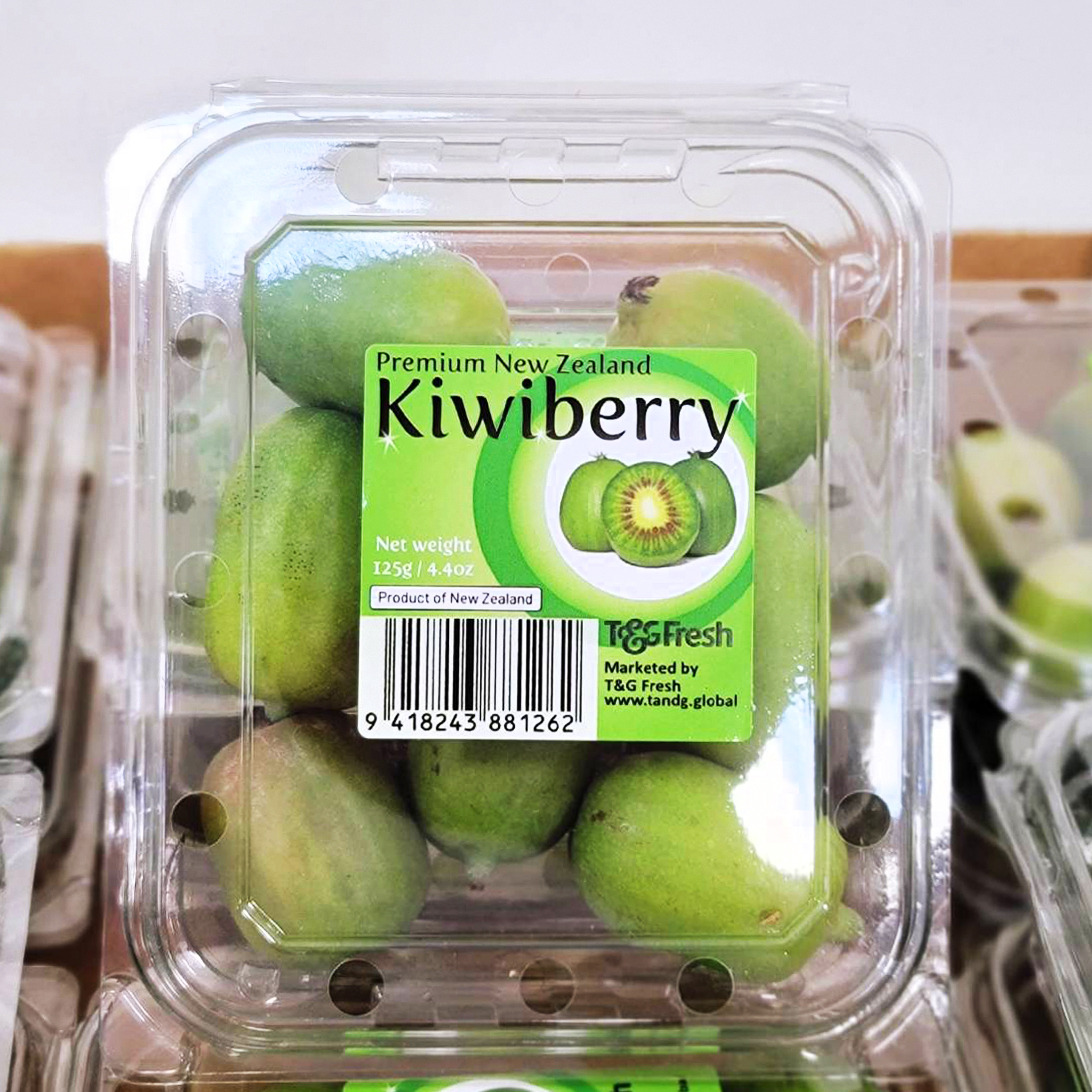 Premium New Zealand
Kiwiberry
Net weight
125g / 4.4oz
Product of New Zealand
9 418243 881262
T&G Fresh
Marketed by
T&G Fresh
www.tandg.global